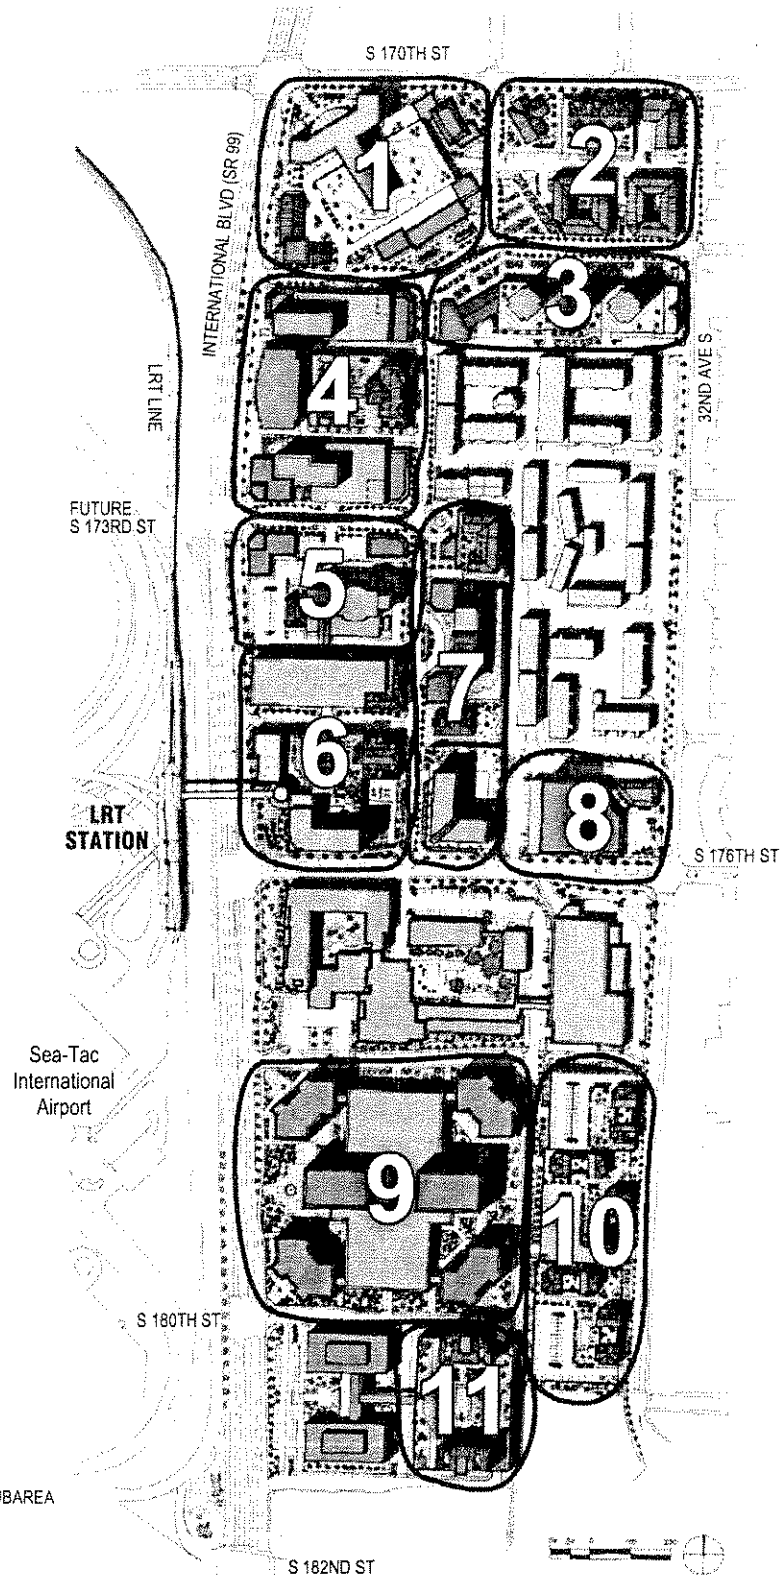 S 170TH ST
INTERNATIONAL BLVD (SR 99)
1
2
3
4
32ND AVE S
LRT LINE
FUTURE
S 173RD ST
5
7
6
LRT
STATION
8
S 176TH ST
Sea-Tac
International
Airport
9
10
S 180TH ST
11
S 182ND ST